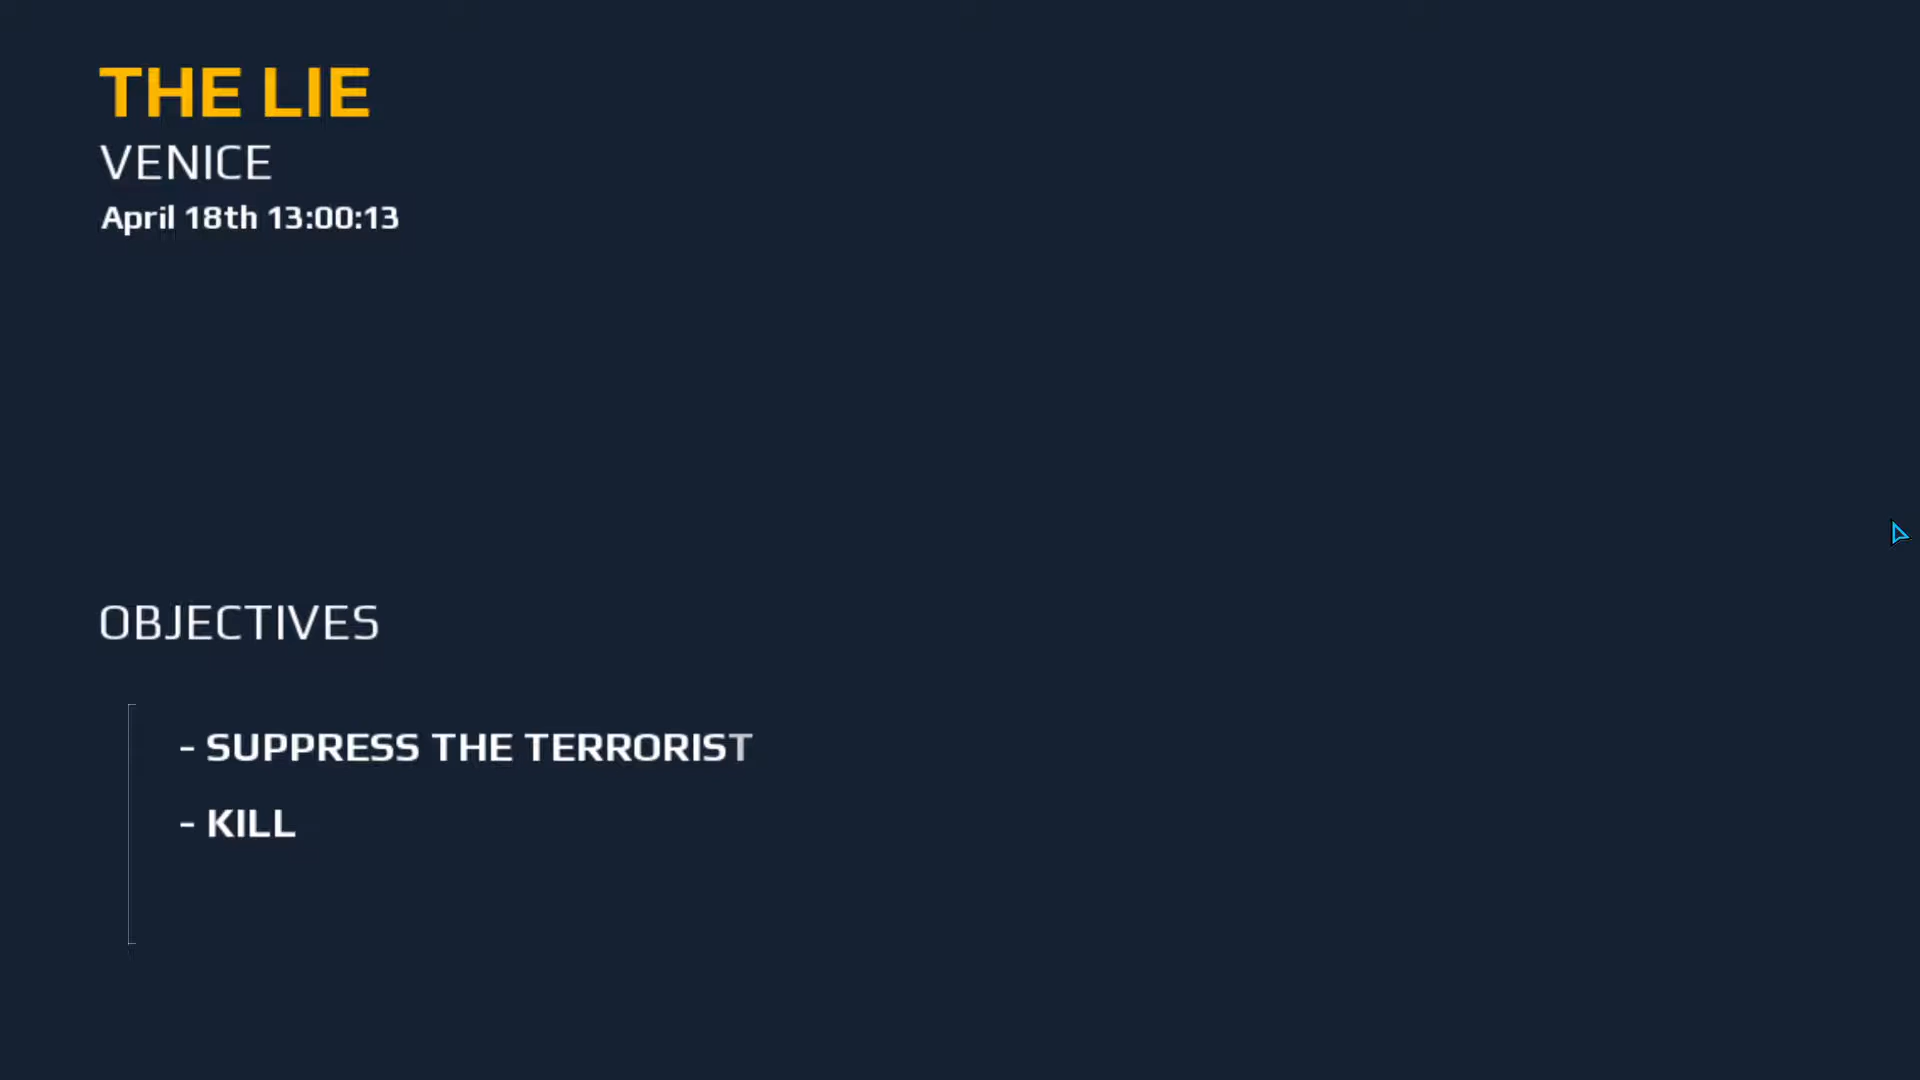 THE LIE
VENICE
April 18th 13:00:13
OBJECTIVES
- SUPPRESS THE TERRORIST
- KILL